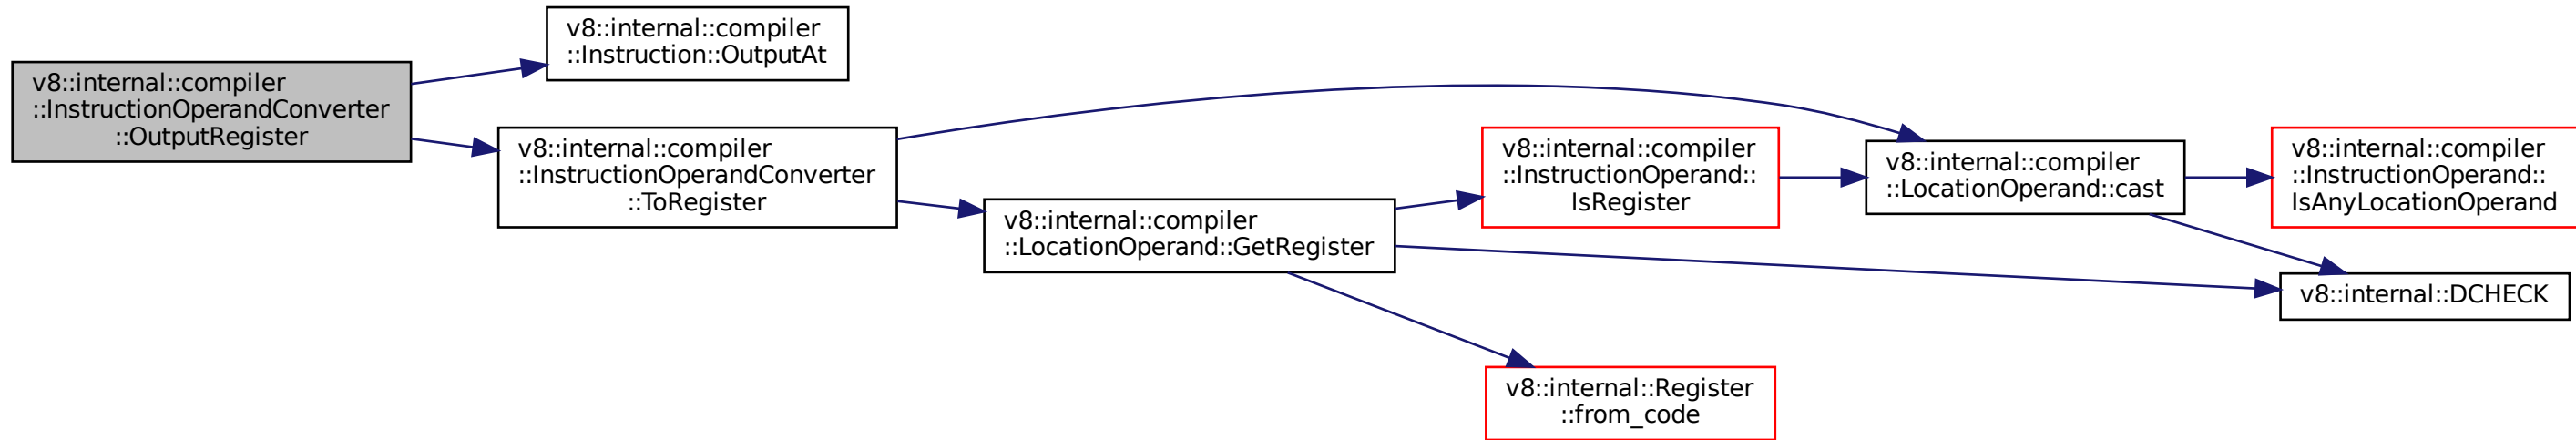 v8::internal::compiler
::InstructionOperandConverter
::OutputRegister
v8::internal::compiler
::Instruction::OutputAt
v8::internal::compiler
::InstructionOperandConverter
::ToRegister
v8::internal::compiler
::LocationOperand::GetRegister
v8::internal::compiler
::InstructionOperand::
IsRegister
v8::internal::Register
::from_code
v8::internal::compiler
::LocationOperand::cast
v8::internal::compiler
::InstructionOperand::
IsAnyLocationOperand
v8::internal::DCHECK